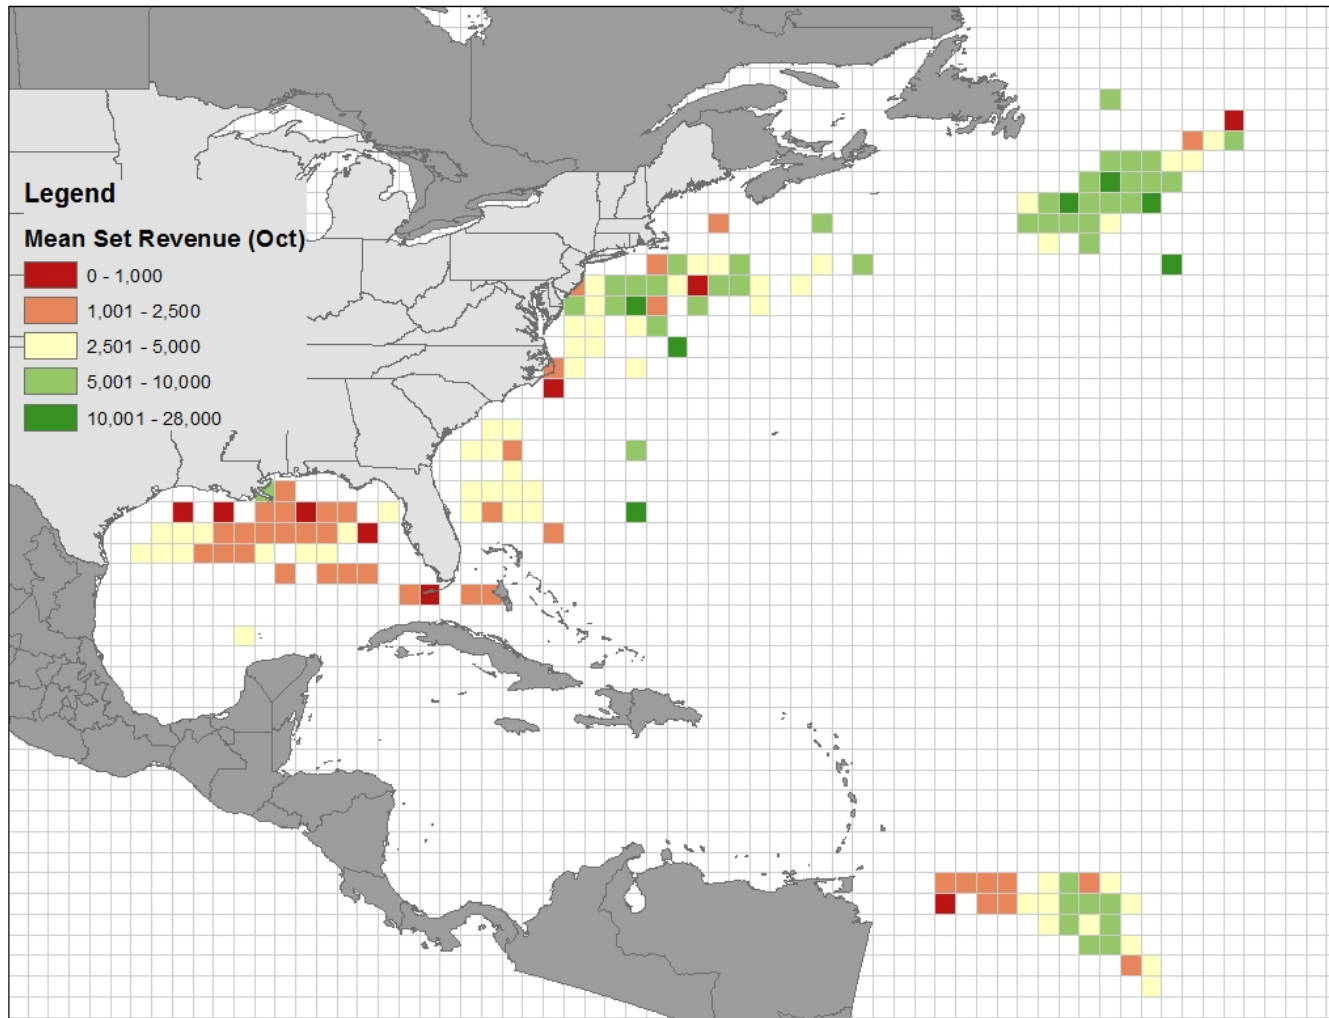 Legend
Mean Set Revenue (Oct)
0 - 1,000
1,001 - 2,500
2,501 - 5,000
5,001 - 10,000
10,001 - 28,000